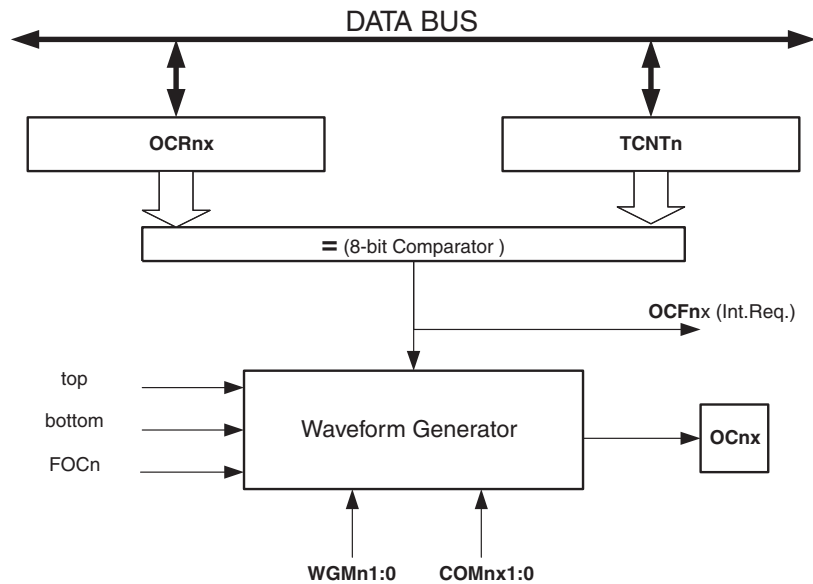 DATA BUS
OCRnx
TCNTn
= (8-bit Comparator )
OCFnx (Int.Req.)
top
bottom
FOCn
Waveform Generator
OCnx
WGMn1:0
COMnx1:0